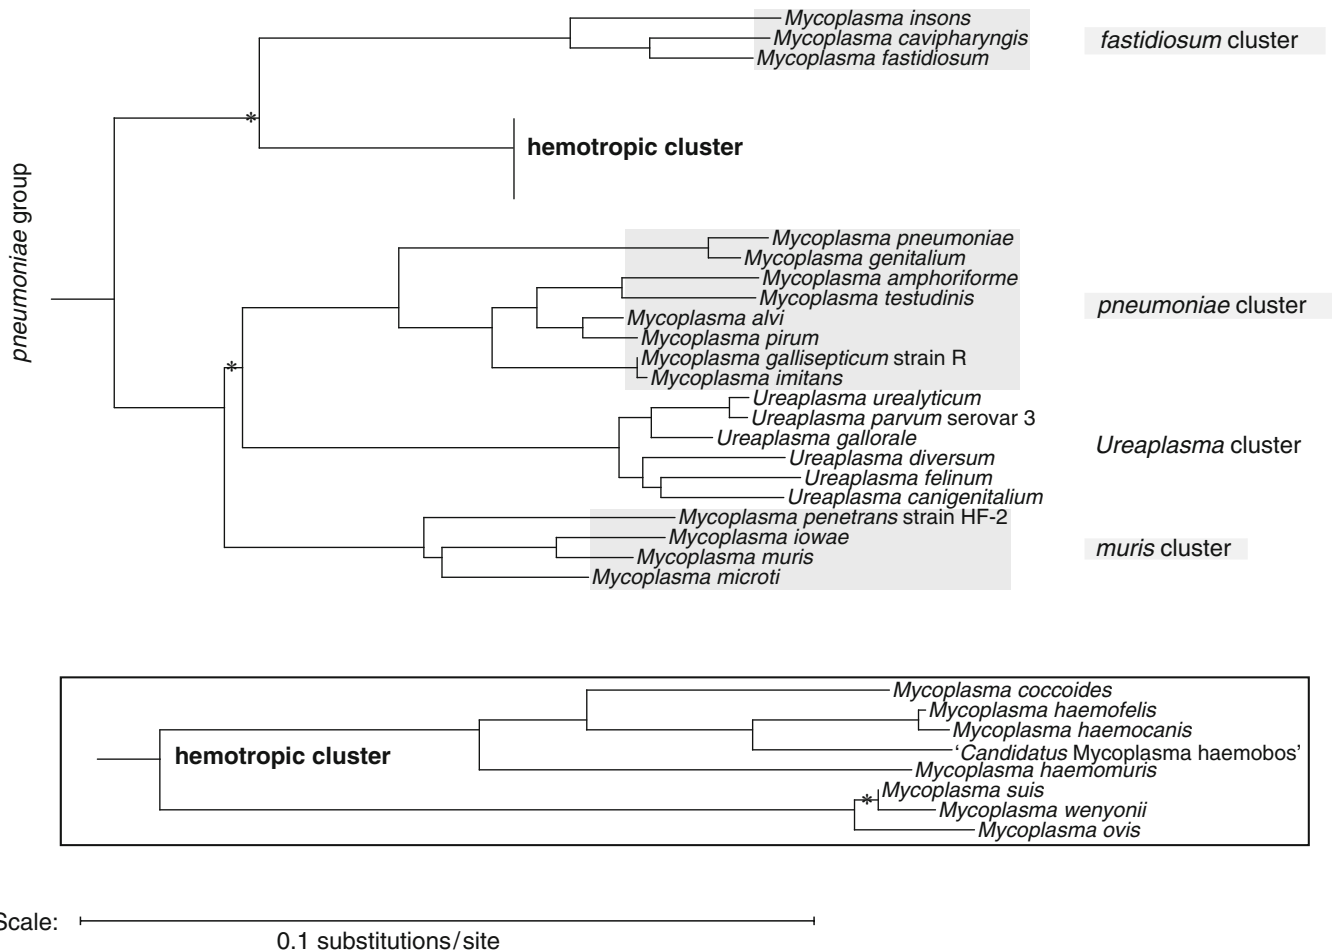 Mycoplasma insons
Mycoplasma cavipharyngis
fastidiosum cluster
Mycoplasma fastidiosum
*
hemotropic cluster
pneumoniae group
Mycoplasma pneumoniae
Mycoplasma genitalium
Mycoplasma amphoriforme
Mycoplasma testudinis
pneumoniae cluster
Mycoplasma alvi
Mycoplasma pirum
Mycoplasma gallisepticum strain R
*
Mycoplasma imitans
Ureaplasma urealyticum
Ureaplasma parvum serovar 3
Ureaplasma gallorale
Ureaplasma cluster
Ureaplasma diversum
Ureaplasma felinum
Ureaplasma canigenitalium
Mycoplasma penetrans strain HF-2
Mycoplasma iowae
muris cluster
Mycoplasma muris
Mycoplasma microti
Mycoplasma coccoides
Mycoplasma haemofelis
Mycoplasma haemocanis
hemotropic cluster
‘Candidatus Mycoplasma haemobos’
Mycoplasma haemomuris
Mycoplasma suis
*
Mycoplasma wenyonii
Mycoplasma ovis
Scale:
0.1 substitutions/site